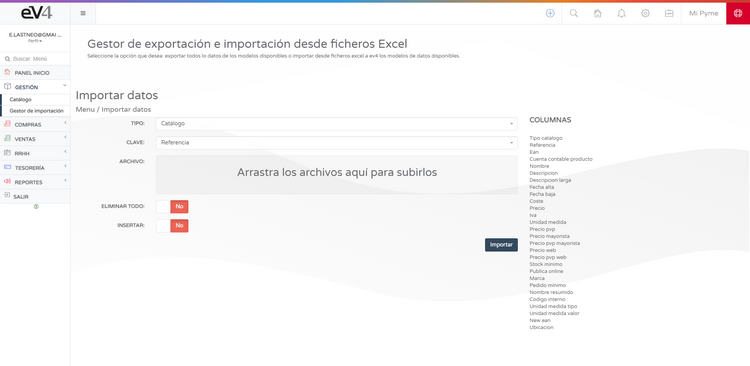 eV4
Mi Pyme
E.LASTNEO@GMAI ...
Perfil
Buscar Menú
PANEL INICIO
GESTIÓN
Catálogo
Gestor de importación
COMPRAS
VENTAS
RRHH
TESORERÍA
REPORTES
SALIR
Gestor de exportación e importación desde ficheros Excel
Seleccione la opción que desea: exportar todos lo datos de los modelos disponibles o importar desde ficheros excel a ev4 los modelos de datos disponibles.
Importar datos
Menu / Importar datos
TIPO:
Catálogo
CLAVE:
Referencia
ARCHIVO:
Arrastra los archivos aquí para subirlos
ELIMINAR TODO:
No
INSERTAR:
No
Importar
COLUMNAS
Tipo catalogo
Referencia
Ean
Cuenta contable producto
Nombre
Descripcion
Descripcion larga
Fecha alta
Fecha baja
Coste
Precio
Iva
Unidad medida
Precio pvp
Precio mayorista
Precio pvp mayorista
Precio web
Precio pvp web
Stock minimo
Publica online
Marca
Pedido minimo
Nombre resumido
Codigo interno
Unidad medida tipo
Unidad medida valor
New ean
Ubicacion